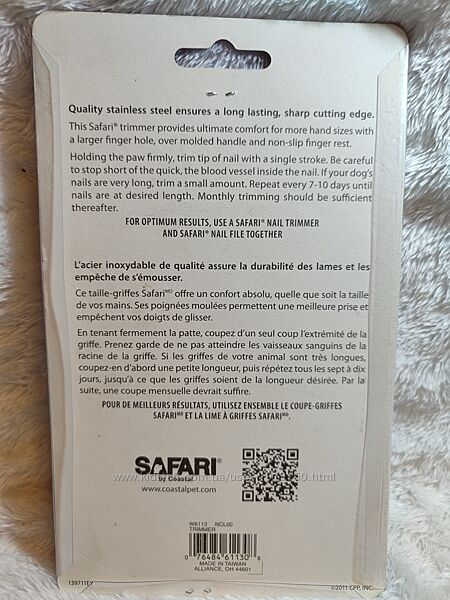 Quality stainless steel ensures a long lasting, sharp cutting edge.
This Safari® trimmer provides ultimate comfort for more hand sizes with
a larger finger hole, over molded handle and non-slip finger rest.
Holding the paw firmly, trim tip of nail with a single stroke. Be careful
to stop short of the quick, the blood vessel inside the nail. If your dog's
nails are very long, trim a small amount. Repeat every 7-10 days until
nails are at desired length. Monthly trimming should be sufficient
thereafter.
FOR OPTIMUM RESULTS, USE A SAFARI® NAIL TRIMMER
AND SAFARI® NAIL FILE TOGETHER
L'acier inoxydable de qualité assure la durabilité des lames et les
empêche de s'émousser.
Ce taille-griffes Safariᴹᴰ offre un confort absolu, quelle que soit la taille
de vos mains. Ses poignées moulées permettent une meilleure prise et
empêchent vos doigts de glisser.
En tenant fermement la patte, coupez d'un seul coup l'extrémité de la
griffe. Prenez garde de ne pas atteindre les vaisseaux sanguins de la
racine de la griffe. Si les griffes de votre animal sont très longues,
coupez-en d'abord une petite longueur, puis répétez tous les sept à dix
jours, jusqu'à ce que les griffes soient de la longueur désirée. Par la
suite, une coupe mensuelle devrait suffire.
POUR DE MEILLEURS RÉSULTATS, UTILISEZ ENSEMBLE LE COUPE-GRIFFES
SAFARIᴹᴰ ET LA LIME À GRIFFES SAFARIᴹᴰ.
SAFARI®
by Coastal
www.coastalpet.com
W6113 NCL00
TRIMMER
0 76484 61130 8
MADE IN TAIWAN
ALLIANCE, OH 44601
139711EY
©2011 CPP, INC.